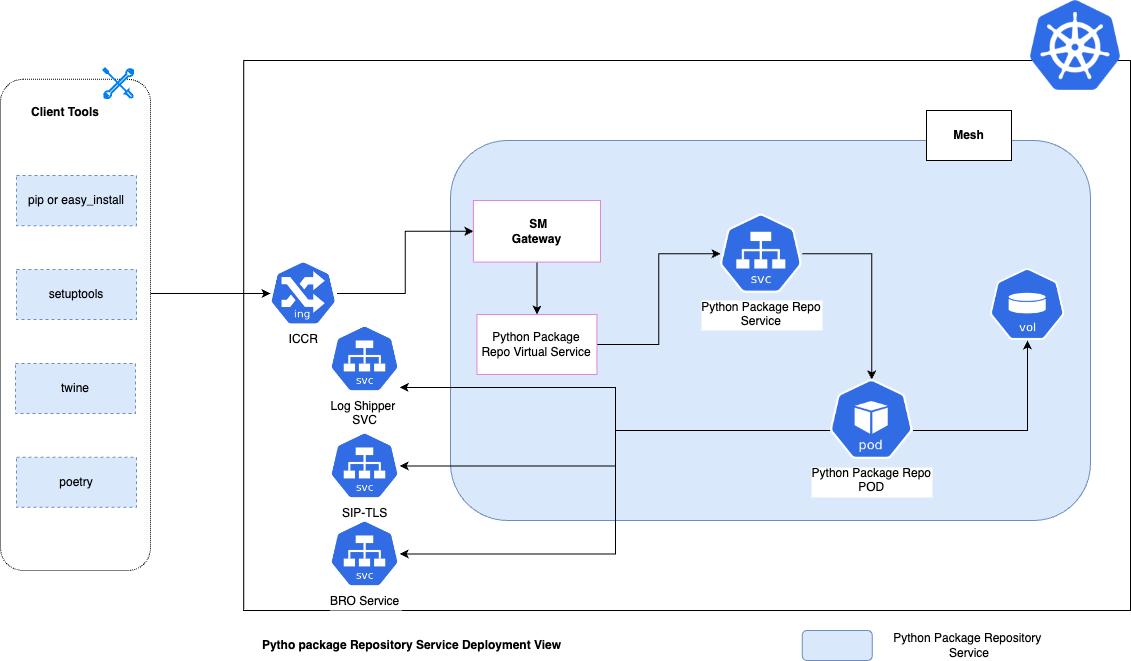 Client Tools
pip or easy_install
setuptools
twine
poetry
ing
ICCR
Mesh
SM
Gateway
Python Package
Repo Virtual Service
svc
Python Package Repo
Service
vol
svc
Log Shipper
SVC
pod
Python Package Repo
POD
svc
SIP-TLS
svc
BRO Service
Pytho package Repository Service Deployment View
Python Package Repository
Service